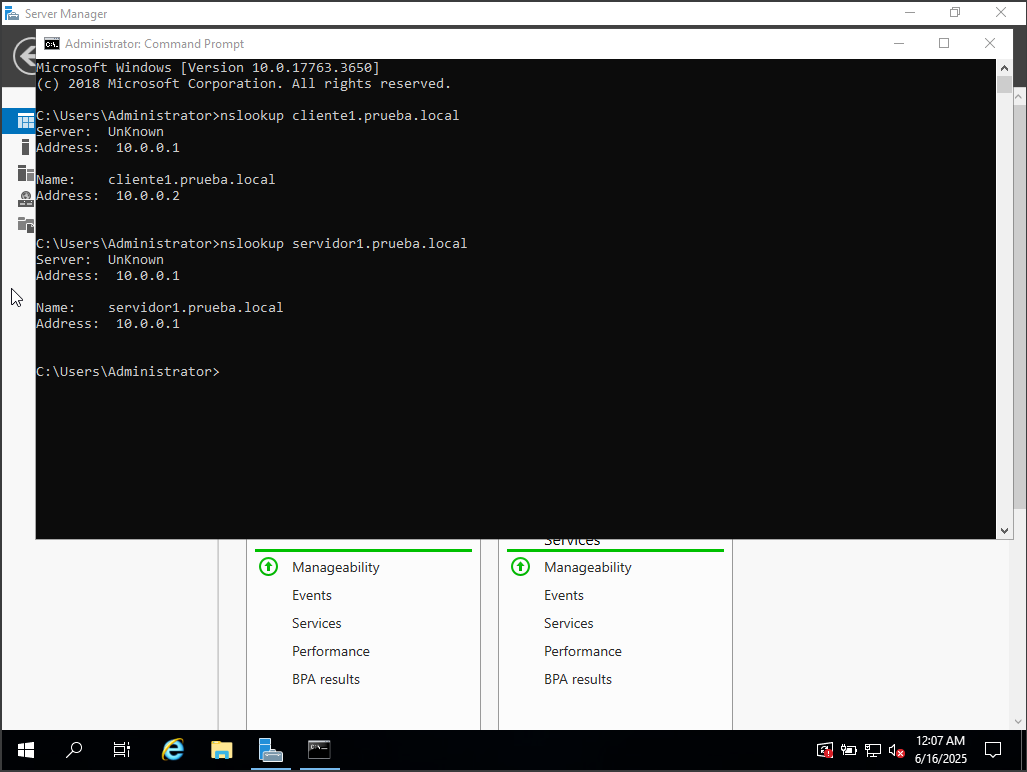 Server Manager
Administrator: Command Prompt
Microsoft Windows [Version 10.0.17763.3650]
(c) 2018 Microsoft Corporation. All rights reserved.
C:\Users\Administrator>nslookup cliente1.prueba.local
Server:  UnKnown
Address:  10.0.0.1
Name:    cliente1.prueba.local
Address:  10.0.0.2
C:\Users\Administrator>nslookup servidor1.prueba.local
Server:  UnKnown
Address:  10.0.0.1
Name:    servidor1.prueba.local
Address:  10.0.0.1
C:\Users\Administrator>
Services
Manageability
Events
Services
Performance
BPA results
Manageability
Events
Services
Performance
BPA results
12:07 AM
6/16/2025